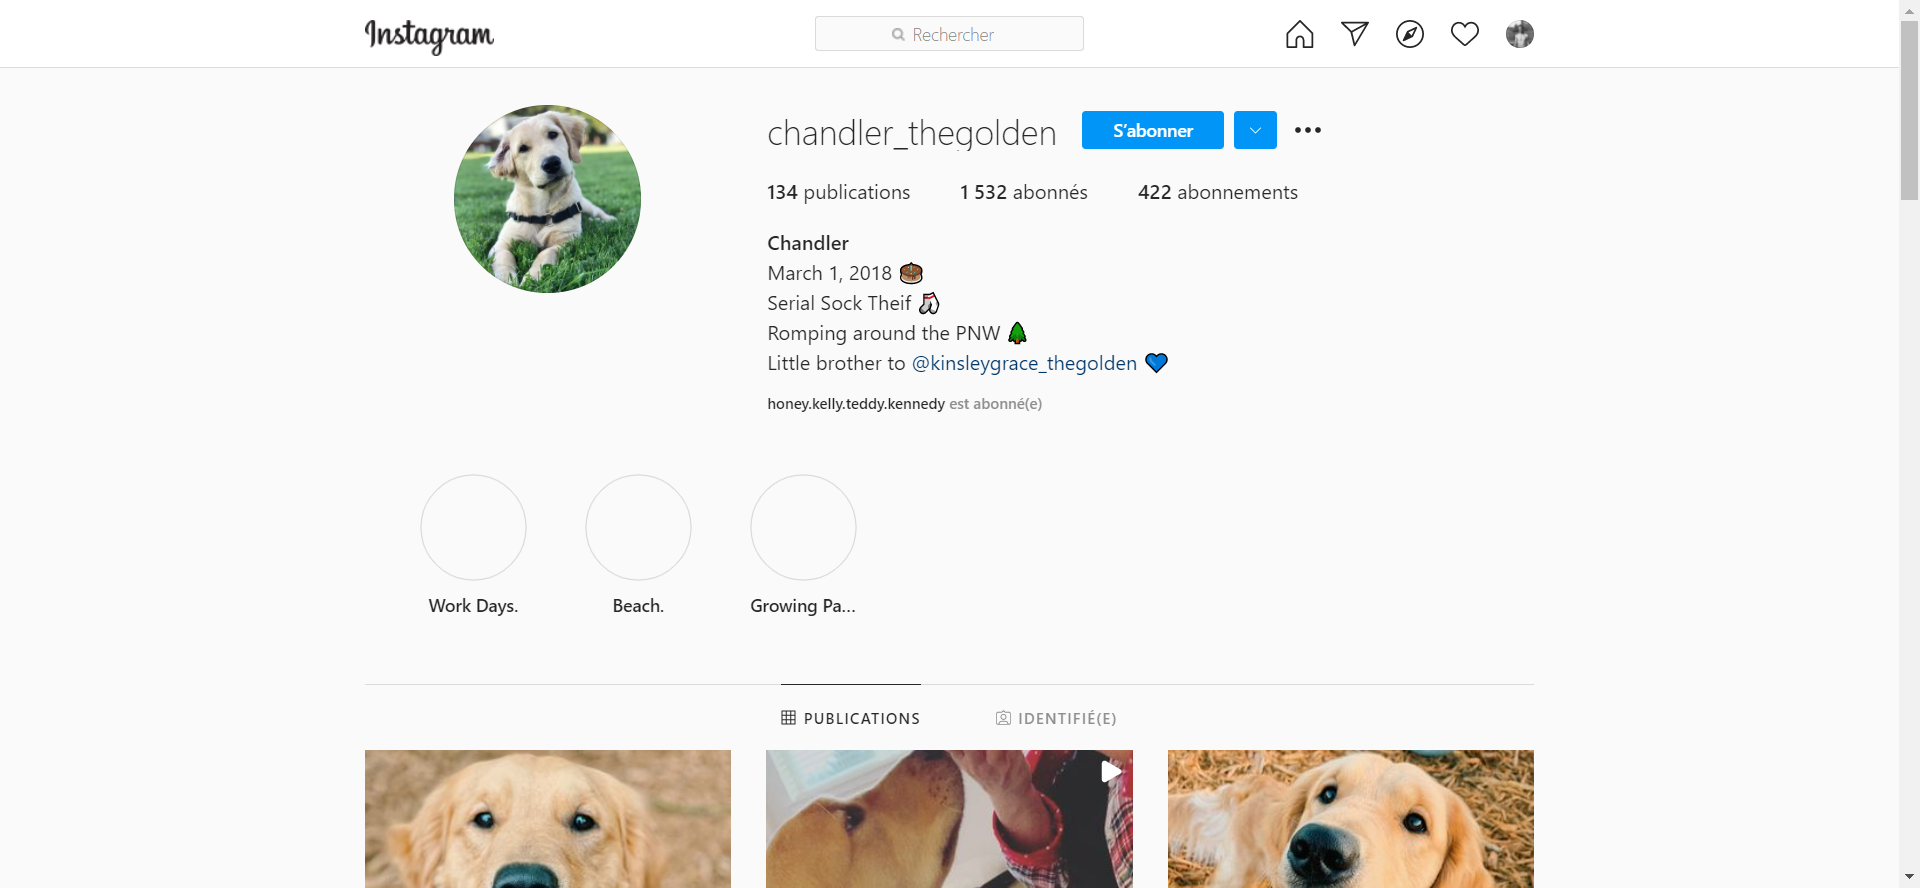 Instagram
Rechercher
chandler_thegolden
S’abonner
134 publications
1 532 abonnés
422 abonnements
Chandler
March 1, 2018 🎂
Serial Sock Theif 🧦
Romping around the PNW 🌲
Little brother to @kinsleygrace_thegolden 💙
honey.kelly.teddy.kennedy est abonné(e)
Work Days.
Beach.
Growing Pa...
PUBLICATIONS
IDENTIFIÉ(E)